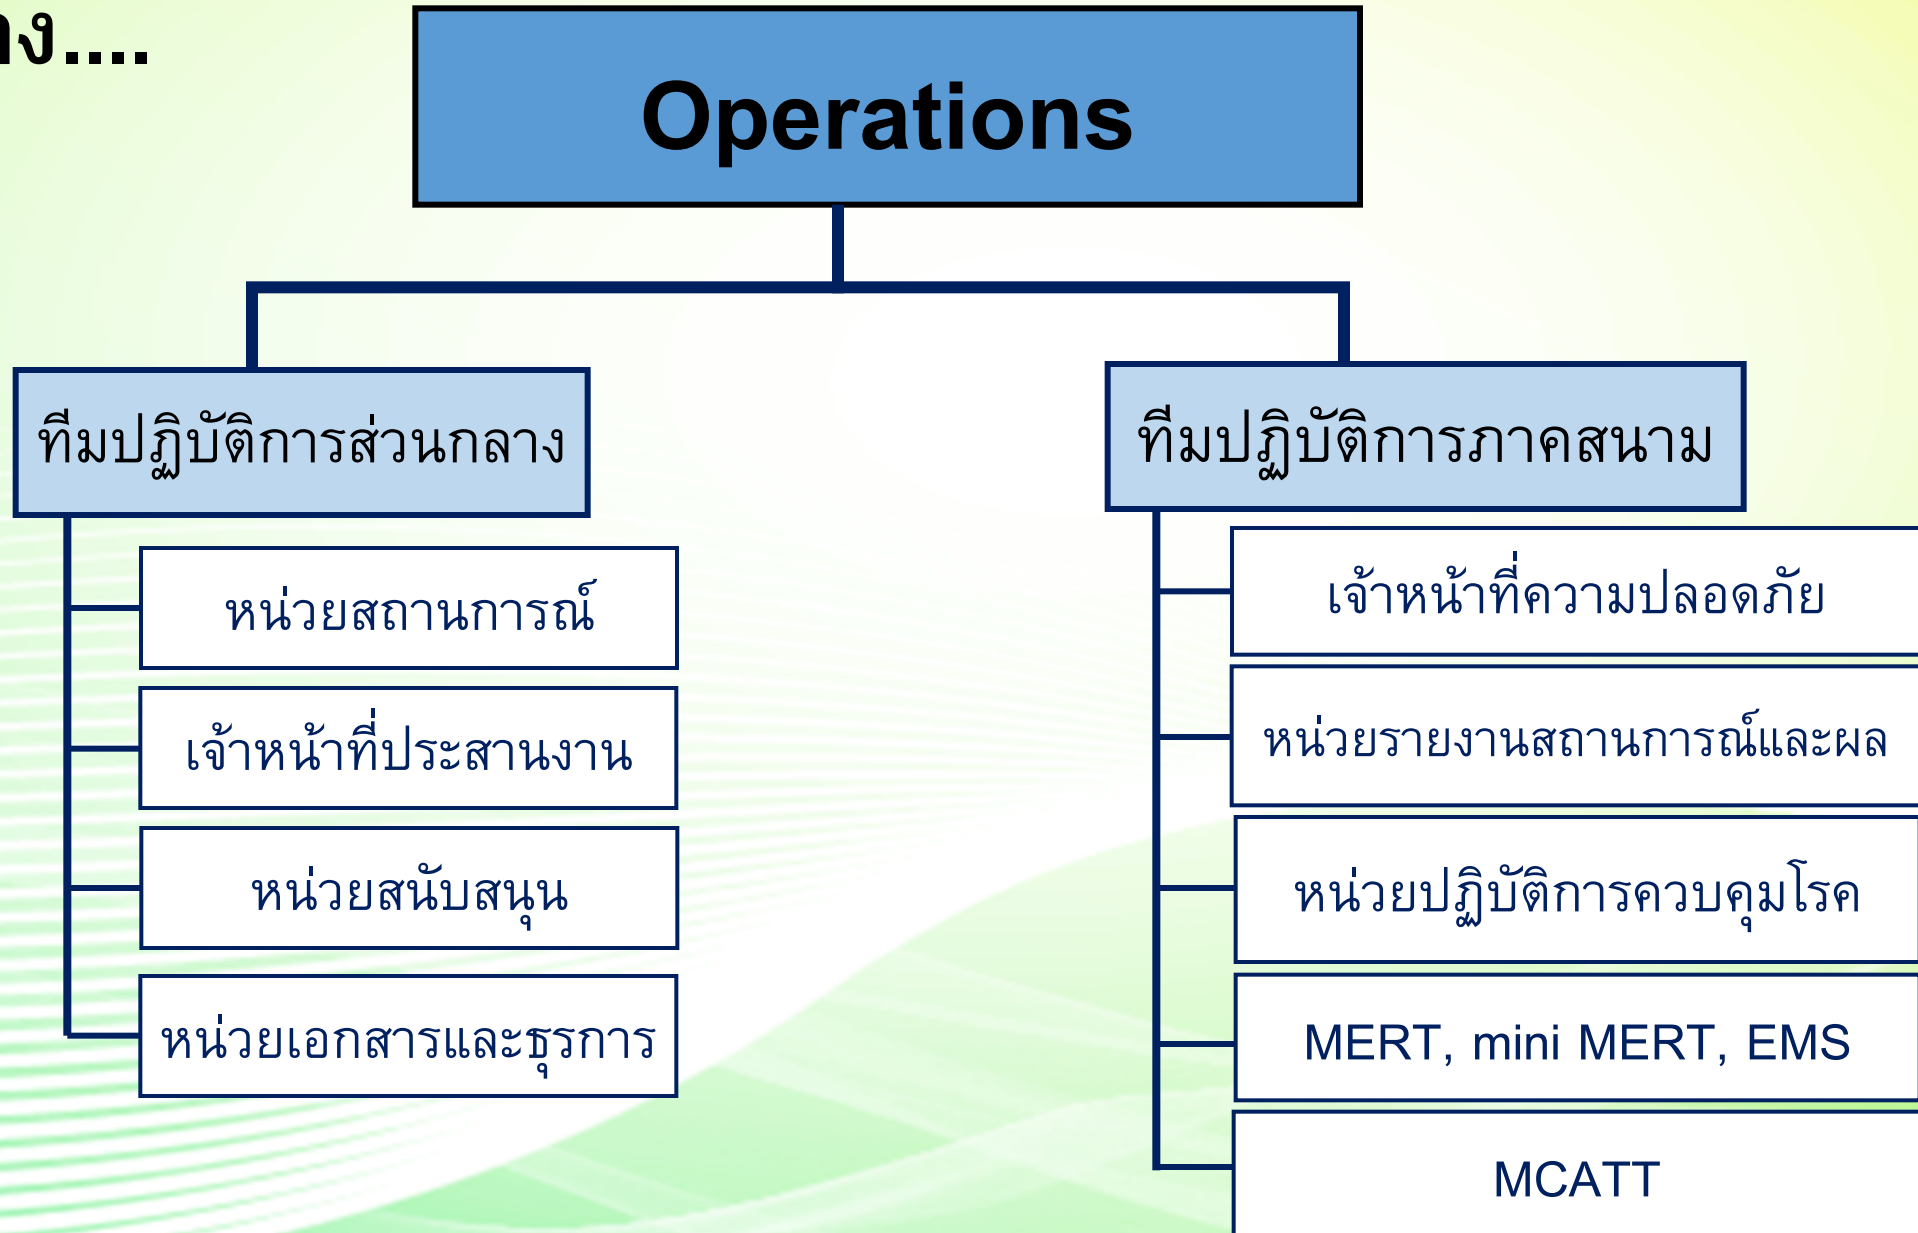 Operations
ทีมปฏิบัติการส่วนกลาง
หน่วยสถานการณ์
เจ้าหน้าที่ประสานงาน
หน่วยสนับสนุน
หน่วยเอกสารและธุรการ
ทีมปฏิบัติการภาคสนาม
เจ้าหน้าที่ความปลอดภัย
หน่วยรายงานสถานการณ์และผล
หน่วยปฏิบัติการควบคุมโรค
MERT, mini MERT, EMS
MCATT